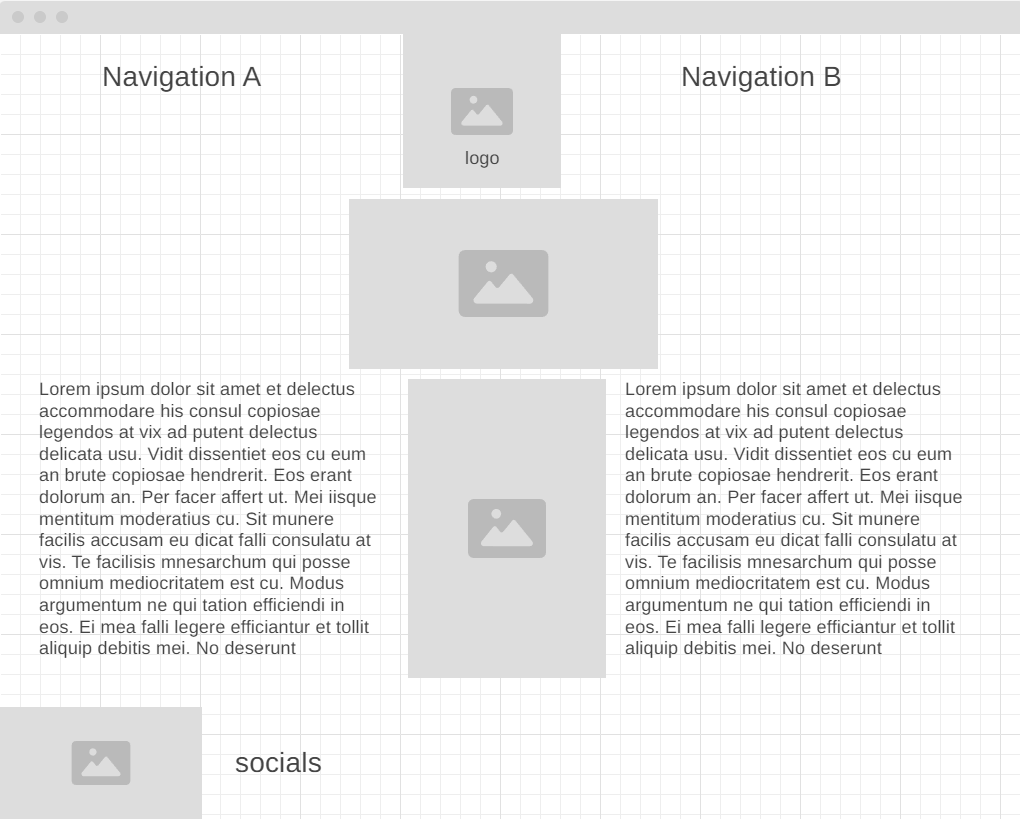 Navigation A
Navigation B
logo
Lorem ipsum dolor sit amet et delectus
accommodare his consul copiosae
legendos at vix ad putent delectus
delicata usu. Vidit dissentiet eos cu eum
an brute copiosae hendrerit. Eos erant
dolorum an. Per facer affert ut. Mei iisque
mentitum moderatius cu. Sit munere
facilis accusam eu dicat falli consulatu at
vis. Te facilisis mnesarchum qui posse
omnium mediocritatem est cu. Modus
argumentum ne qui tation efficiendi in
eos. Ei mea falli legere efficiantur et tollit
aliquip debitis mei. No deserunt
Lorem ipsum dolor sit amet et delectus
accommodare his consul copiosae
legendos at vix ad putent delectus
delicata usu. Vidit dissentiet eos cu eum
an brute copiosae hendrerit. Eos erant
dolorum an. Per facer affert ut. Mei iisque
mentitum moderatius cu. Sit munere
facilis accusam eu dicat falli consulatu at
vis. Te facilisis mnesarchum qui posse
omnium mediocritatem est cu. Modus
argumentum ne qui tation efficiendi in
eos. Ei mea falli legere efficiantur et tollit
aliquip debitis mei. No deserunt
socials